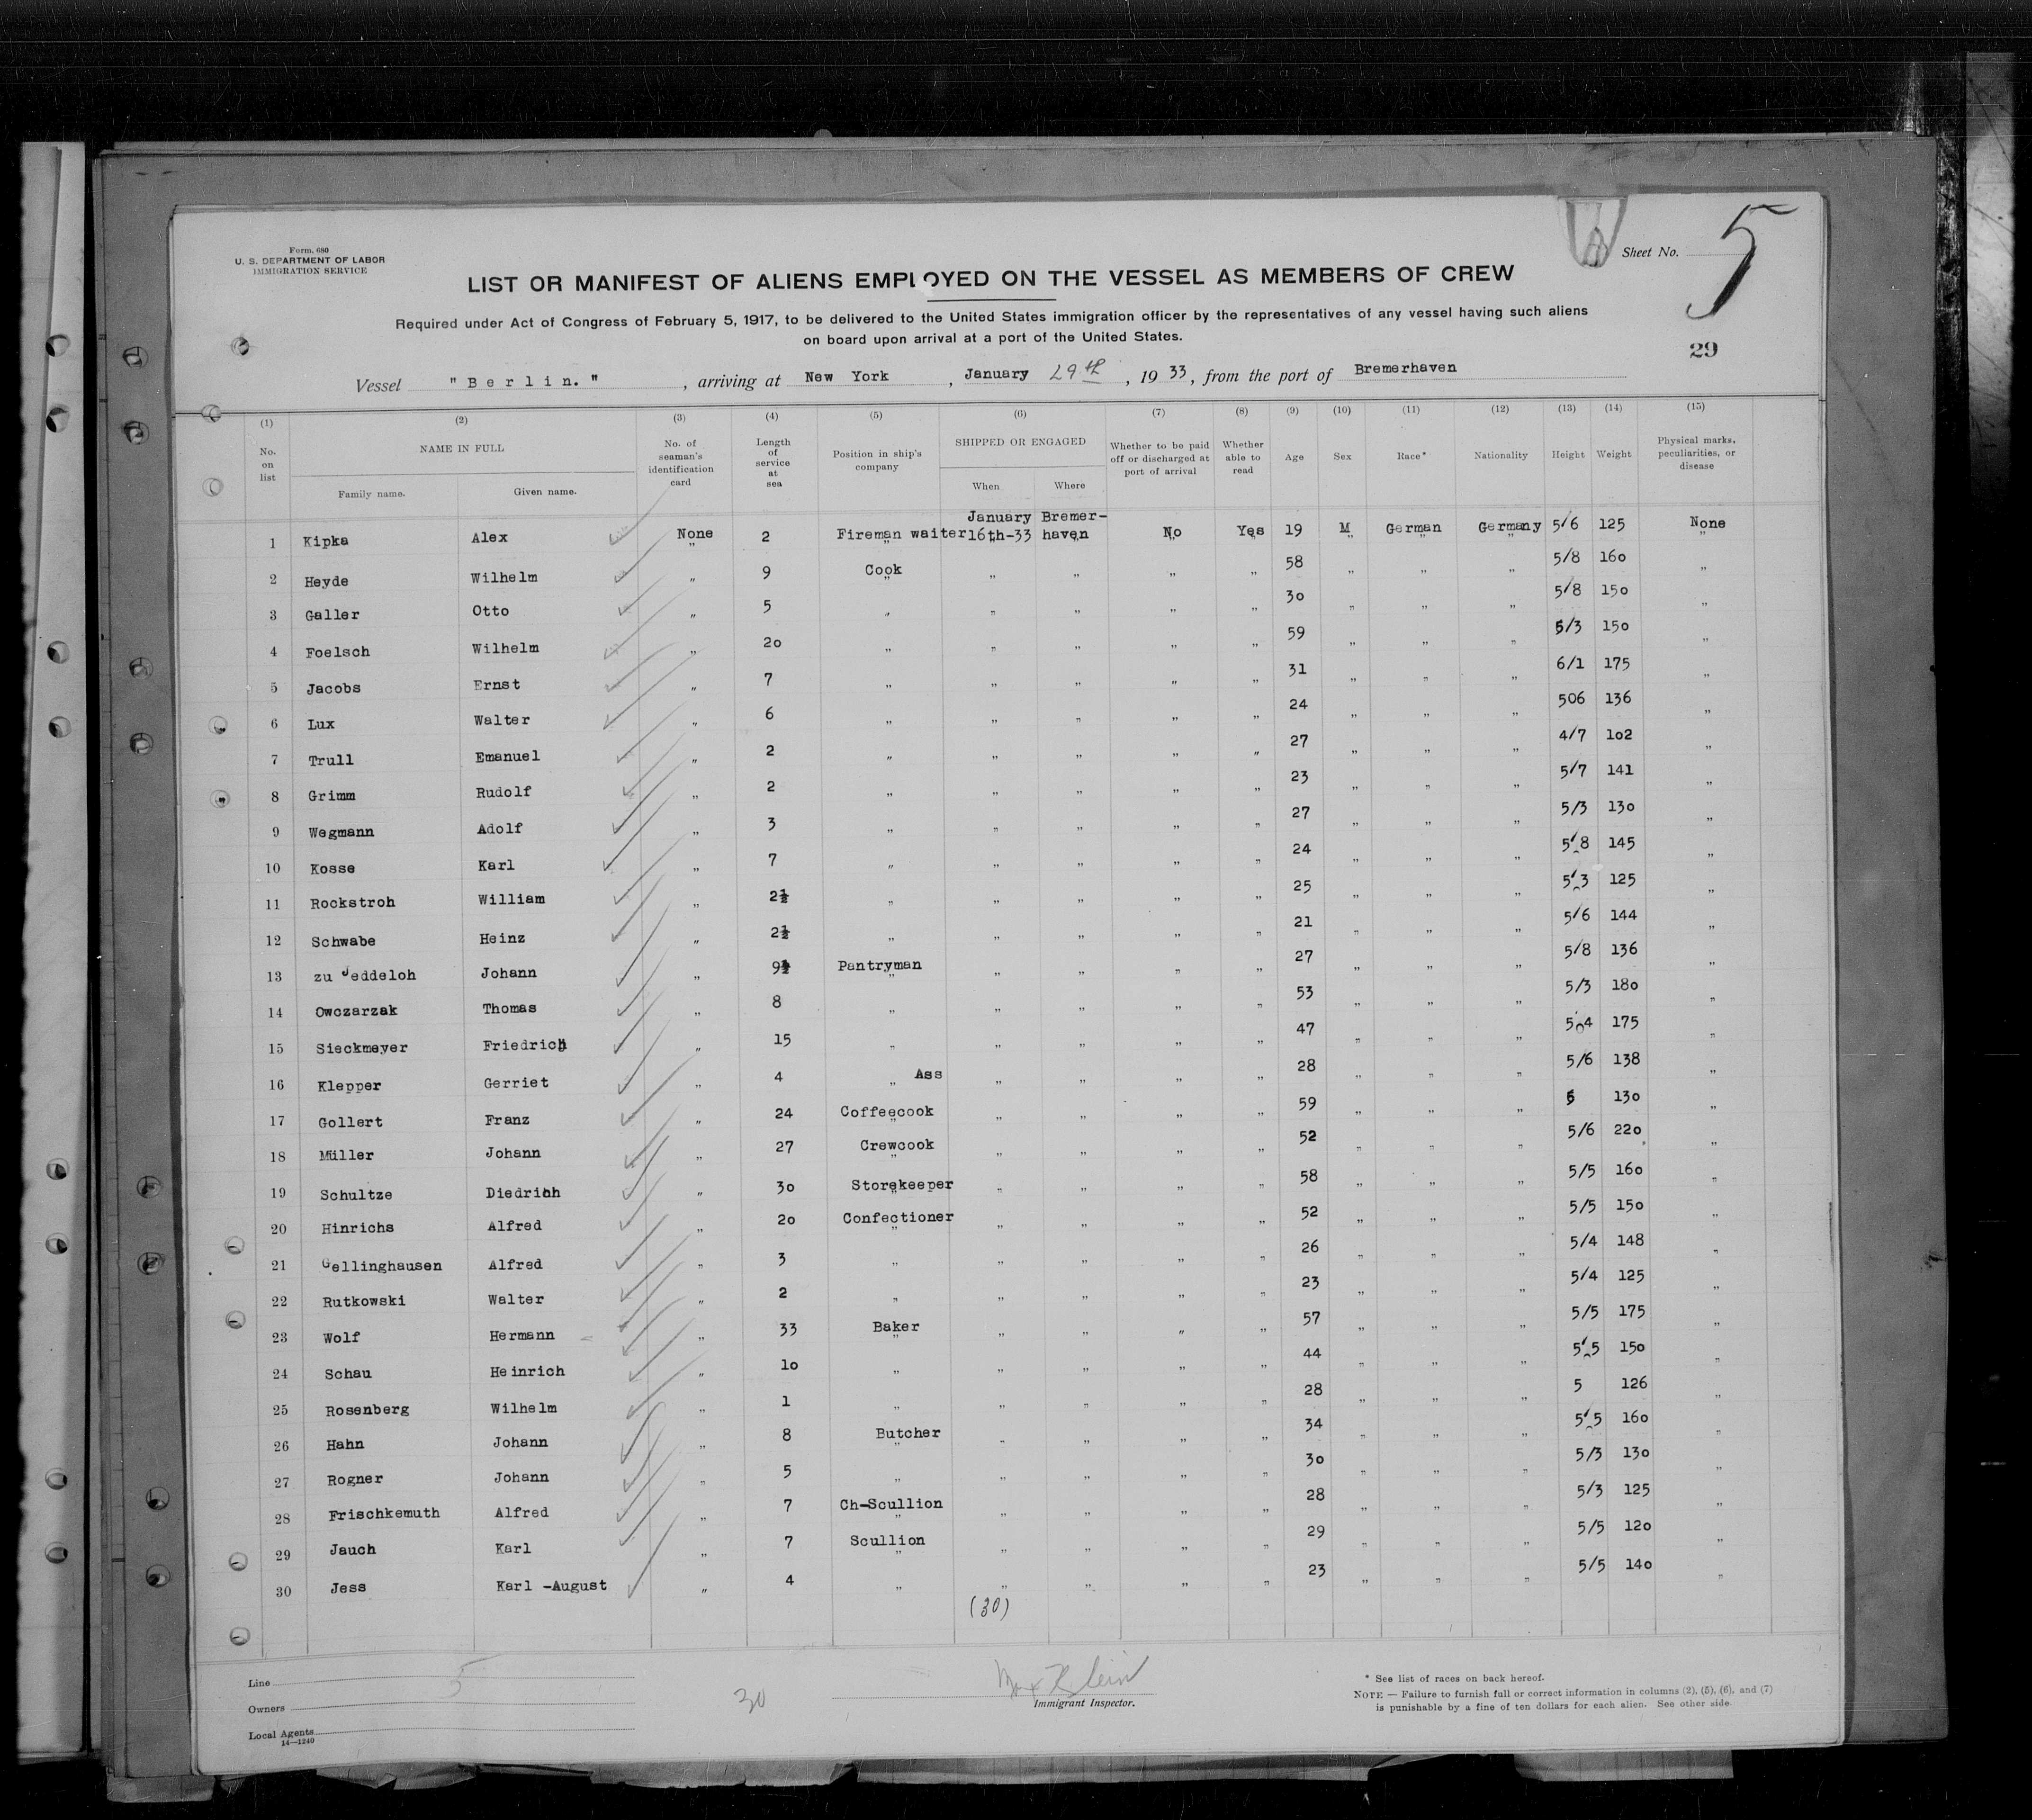 Form. 680
U. S. DEPARTMENT OF LABOR
IMMIGRATION SERVICE
Sheet No. 5
LIST OR MANIFEST OF ALIENS EMPLOYED ON THE VESSEL AS MEMBERS OF CREW
Required under Act of Congress of February 5, 1917, to be delivered to the United States immigration officer by the representatives of any vessel having such aliens
on board upon arrival at a port of the United States.
29
Vessel "Berlin.", arriving at New York, January 29th, 1933, from the port of Bremerhaven
(1) (2) (3) (4) (5) (6) (7) (8) (9) (10) (11) (12) (13) (14) (15)
No. on list NAME IN FULL Family name. Given name. No. of seaman's identification card Length of service at sea Position in ship's company SHIPPED OR ENGAGED When Where Whether to be paid off or discharged at port of arrival Whether able to read Age Sex Race* Nationality Height Weight Physical marks, peculiarities, or disease
1 Kipka Alex None 2 Fireman waiter January 16th-33 Bremer-haven No Yes 19 M German Germany 5/6 125 None
2 Heyde Wilhelm " 9 Cook " " " " 58 " " " 5/8 160 "
3 Galler Otto " 5 " " " " " 30 " " " 5/8 150 "
4 Foelsch Wilhelm " 20 " " " " " 59 " " " 5/3 150 "
5 Jacobs Ernst " 7 " " " " " 31 " " " 6/1 175 "
6 Lux Walter " 6 " " " " " 24 " " " 506 136 "
7 Trull Emanuel " 2 " " " " " 27 " " " 4/7 102 "
8 Grimm Rudolf " 2 " " " " " 23 " " " 5/7 141 "
9 Wegmann Adolf " 3 " " " " " 27 " " " 5/3 130 "
10 Kosse Karl " 7 " " " " " 24 " " " 5/8 145 "
11 Rockstroh William " 2½ " " " " " 25 " " " 5/3 125 "
12 Schwabe Heinz " 2½ " " " " " 21 " " " 5/6 144 "
13 zu Jeddeloh Johann " 9½ Pantryman " " " " 27 " " " 5/8 136 "
14 Owczarzak Thomas " 8 " " " " " 53 " " " 5/3 180 "
15 Sieckmeyer Friedrich " 15 " " " " " 47 " " " 504 175 "
16 Klepper Gerriet " 4 " Ass " " " " 28 " " " 5/6 138 "
17 Gollert Franz " 24 Coffeecook " " " " 59 " " " 5 130 "
18 Müller Johann " 27 Crewcook " " " " 52 " " " 5/6 220 "
19 Schultze Diedrich " 30 Storekeeper " " " " 58 " " " 5/5 160 "
20 Hinrichs Alfred " 20 Confectioner " " " " 52 " " " 5/5 150 "
21 Gellinghausen Alfred " 3 " " " " " 26 " " " 5/4 148 "
22 Rutkowski Walter " 2 " " " " " 23 " " " 5/4 125 "
23 Wolf Hermann " 33 Baker " " " " 57 " " " 5/5 175 "
24 Schau Heinrich " 10 " " " " " 44 " " " 5/5 150 "
25 Rosenberg Wilhelm " 1 " " " " " 28 " " " 5 126 "
26 Hahn Johann " 8 Butcher " " " " 34 " " " 5/5 160 "
27 Rogner Johann " 5 " " " " " 30 " " " 5/3 130 "
28 Frischkemuth Alfred " 7 Ch-Scullion " " " " 28 " " " 5/3 125 "
29 Jauch Karl " 7 Scullion " " " " 29 " " " 5/5 120 "
30 Jess Karl -August " 4 " " " " " 23 " " " 5/5 140 "
(30)
Line 5
Owners
Local Agents
14—1240
30
Max Klein
Immigrant Inspector.
* See list of races on back hereof.
NOTE — Failure to furnish full or correct information in columns (2), (5), (6), and (7)
is punishable by a fine of ten dollars for each alien. See other side.